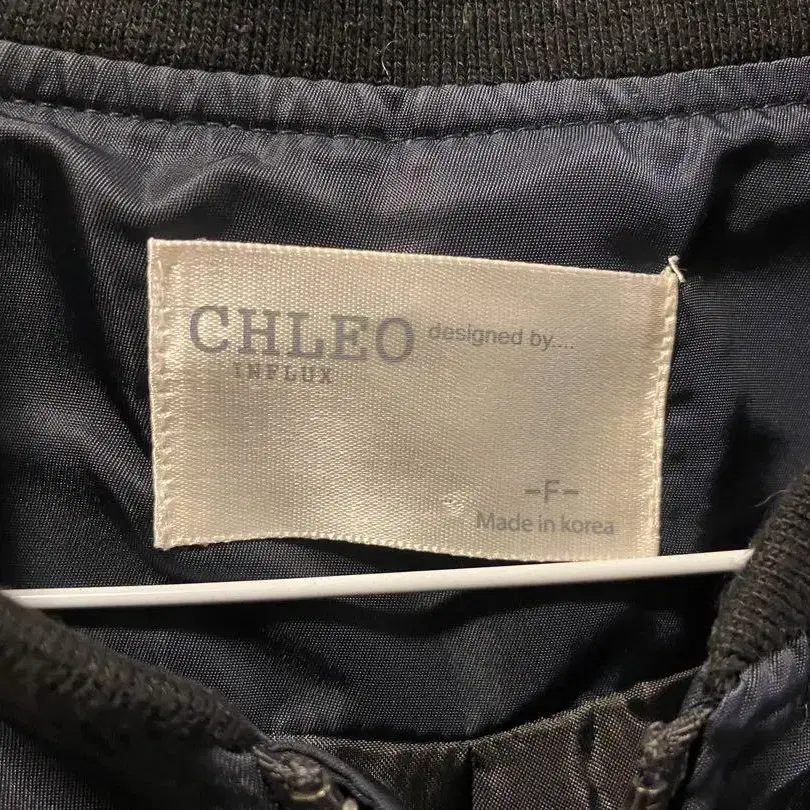 CHLEO designed by....
INFLUX
-F-
Made in korea